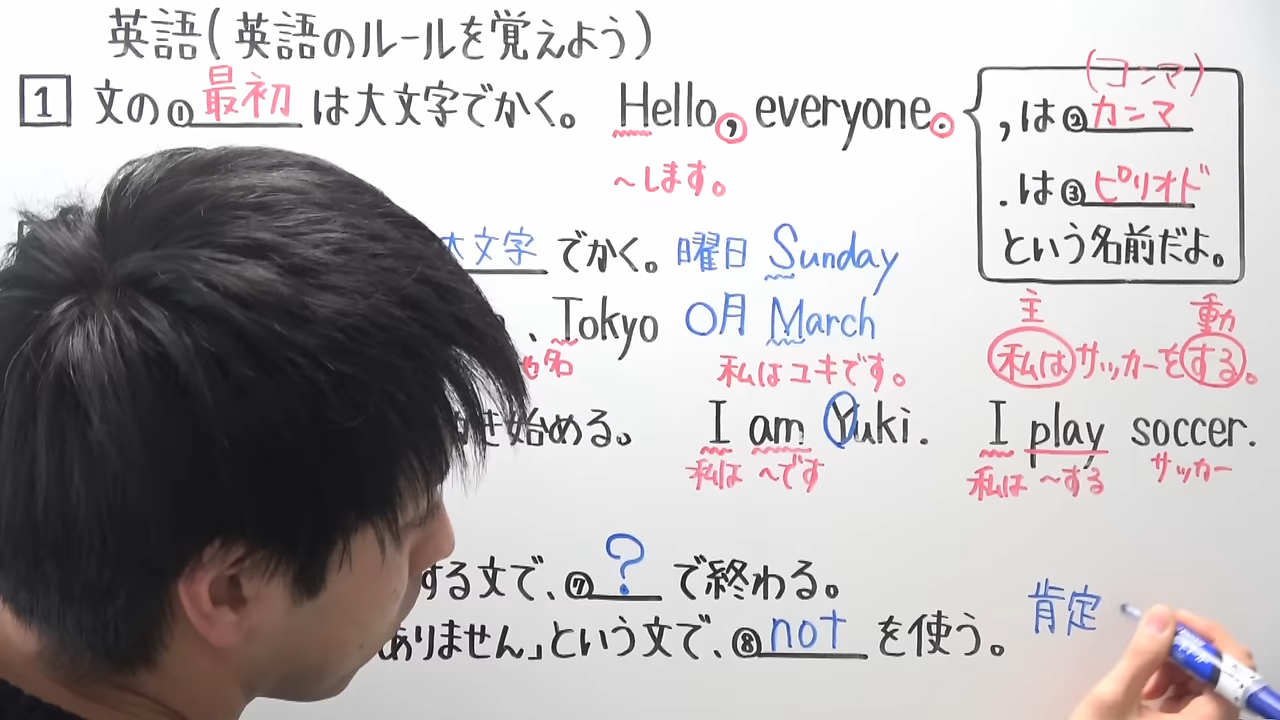 英語(英語のルールを覚えよう)
1 文の①最初は大文字でかく。 Hello, everyone.
~します。
(コンマ)
,は②カンマ
.は③ピリオド
という名前だよ。
大文字 でかく。 曜日 Sunday
、Tokyo 〇月 March
名
私はユキです。
主 動
私はサッカーをする。
き始める。 I am Yuki. I play soccer.
私は ~です 私は ~する サッカー
する文で、⑦?で終わる。
ありません」という文で、⑧notを使う。
肯定